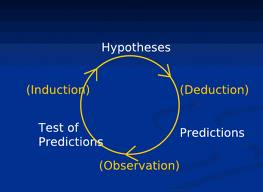 Hypotheses
(Induction)
(Deduction)
Test of
Predictions
Predictions
(Observation)